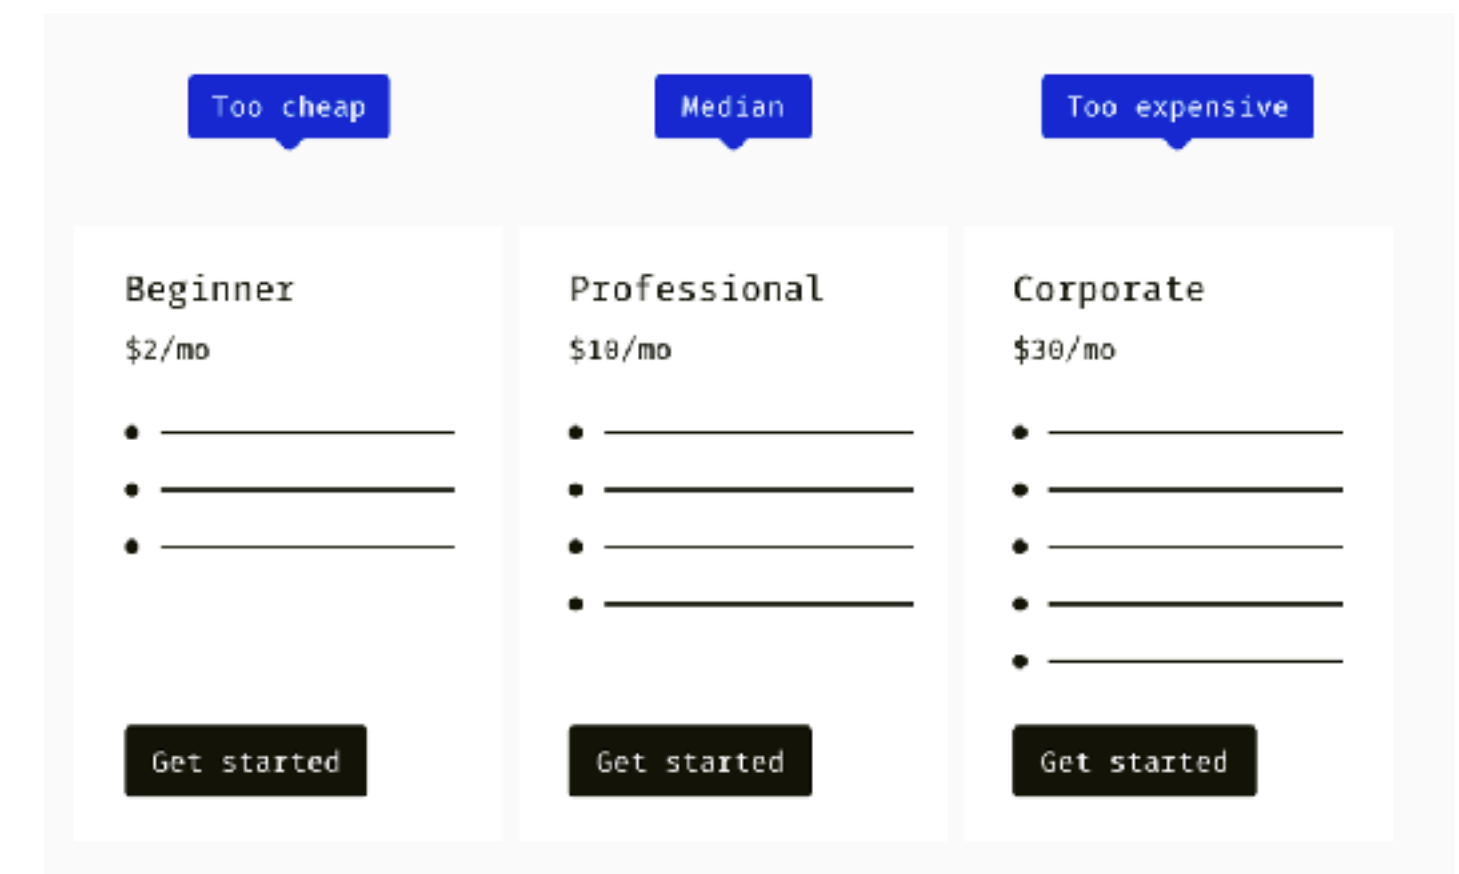 Too cheap
Median
Too expensive
Beginner
$2/mo
Get started
Professional
$10/mo
Get started
Corporate
$30/mo
Get started